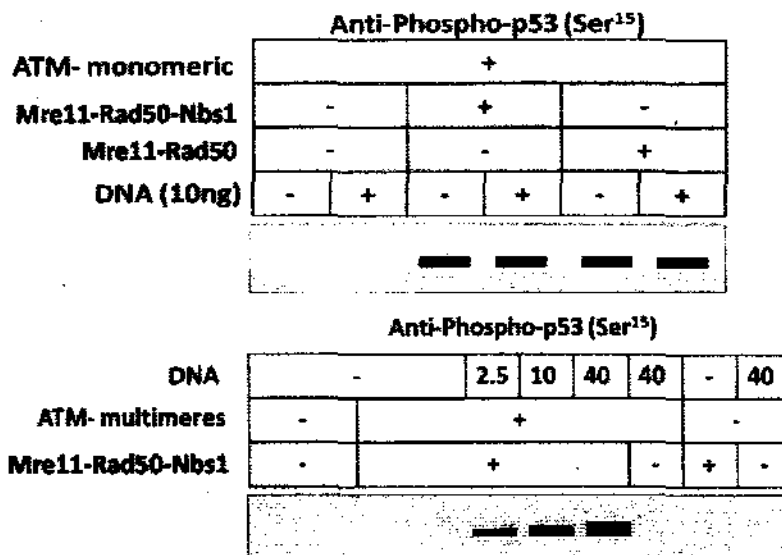 Anti-Phospho-p53 (Ser¹⁵)
ATM- monomeric +
Mre11-Rad50-Nbs1 - + -
Mre11-Rad50 - - +
DNA (10ng) - + - + - +
Anti-Phospho-p53 (Ser¹⁵)
DNA - 2.5 10 40 40 - 40
ATM- multimeres - + -
Mre11-Rad50-Nbs1 - + - + -